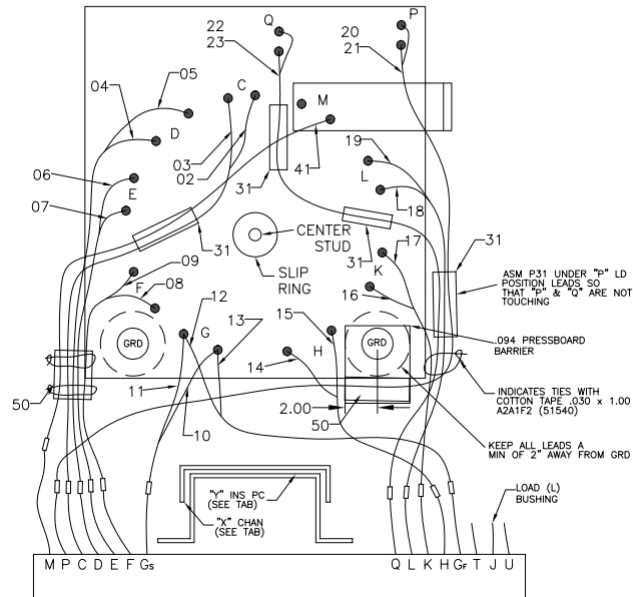 22
23
Q
20
21
P
05
04
C
M
D
03
02
19
41
31
L
06
E
18
07
31
CENTER
STUD
31
17
31
K
09
SLIP
RING
ASM P31 UNDER "P" LD
POSITION LEADS SO
THAT "P" & "Q" ARE NOT
TOUCHING
F
08
16
12
15
G
13
GRD
H
GRD
.094 PRESSBOARD
BARRIER
14
50
11
10
2.00
50
INDICATES TIES WITH
COTTON TAPE .030 x 1.00
A2A1F2 (51540)
KEEP ALL LEADS A
MIN OF 2" AWAY FROM GRD
"Y" INS PC
(SEE TAB)
"X" CHAN
(SEE TAB)
LOAD (L)
BUSHING
M P C D E F Gs
Q L K H GF T J U